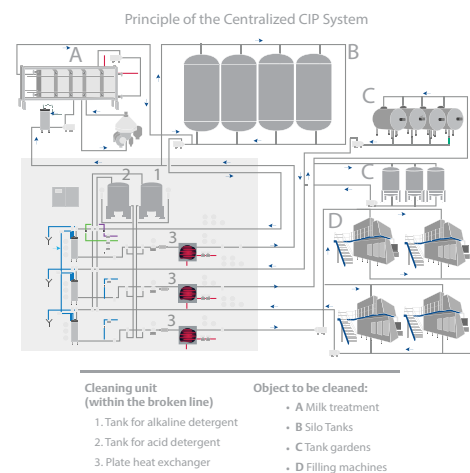 Principle of the Centralized CIP System
A
B
C
2 1
C
D
3
3
3
Cleaning unit
(within the broken line)
1. Tank for alkaline detergent
2. Tank for acid detergent
3. Plate heat exchanger
Object to be cleaned:
• A Milk treatment
• B Silo Tanks
• C Tank gardens
• D Filling machines